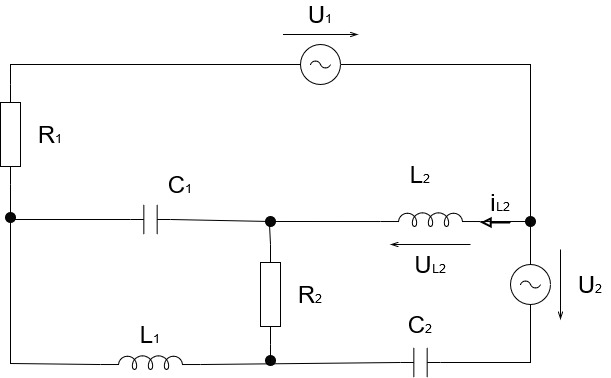 U₁
R₁
C₁
L₂
iL₂
UL₂
U₂
R₂
C₂
L₁